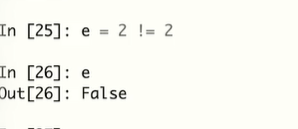 In [25]: e = 2 != 2
In [26]: e
Out[26]: False